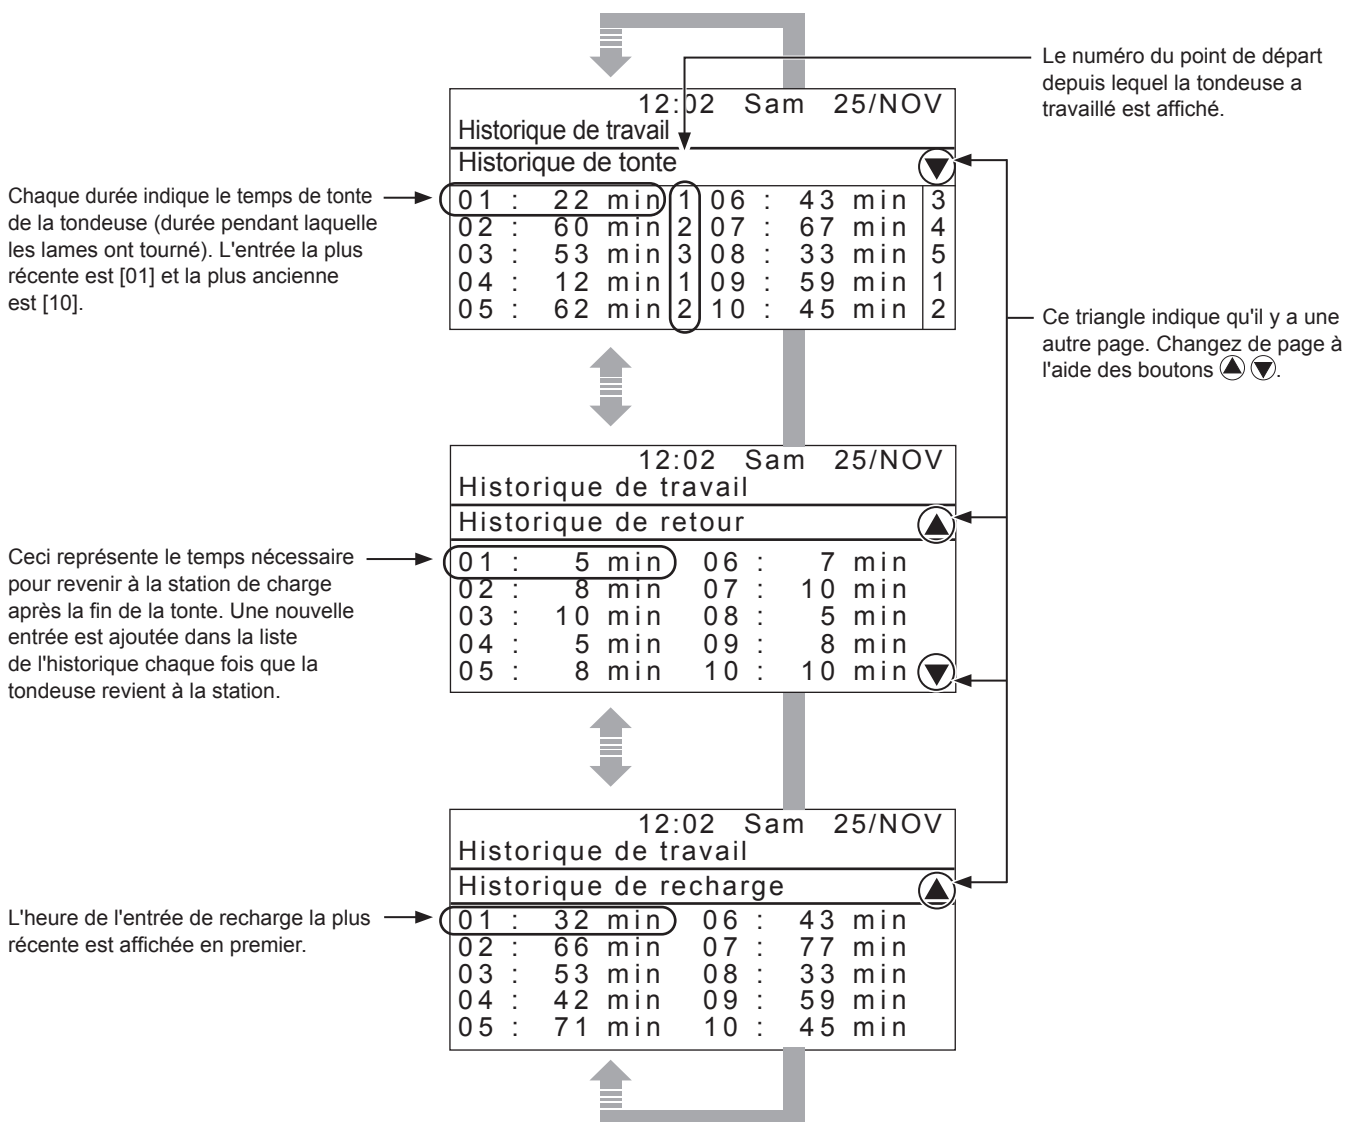 Le numéro du point de départ
depuis lequel la tondeuse a
travaillé est affiché.
12:02 Sam 25/NOV
Historique de travail
Historique de tonte
Chaque durée indique le temps de tonte
de la tondeuse (durée pendant laquelle
les lames ont tourné). L'entrée la plus
récente est [01] et la plus ancienne
est [10].
01 : 22 min 1 06 : 43 min 3
02 : 60 min 2 07 : 67 min 4
03 : 53 min 3 08 : 33 min 5
04 : 12 min 1 09 : 59 min 1
05 : 62 min 2 10 : 45 min 2
Ce triangle indique qu'il y a une
autre page. Changez de page à
l'aide des boutons ▲ ▼.
12:02 Sam 25/NOV
Historique de travail
Historique de retour
Ceci représente le temps nécessaire
pour revenir à la station de charge
après la fin de la tonte. Une nouvelle
entrée est ajoutée dans la liste
de l'historique chaque fois que la
tondeuse revient à la station.
01 : 5 min 06 : 7 min
02 : 8 min 07 : 10 min
03 : 10 min 08 : 5 min
04 : 5 min 09 : 8 min
05 : 8 min 10 : 10 min
12:02 Sam 25/NOV
Historique de travail
Historique de recharge
L'heure de l'entrée de recharge la plus
récente est affichée en premier.
01 : 32 min 06 : 43 min
02 : 66 min 07 : 77 min
03 : 53 min 08 : 33 min
04 : 42 min 09 : 59 min
05 : 71 min 10 : 45 min